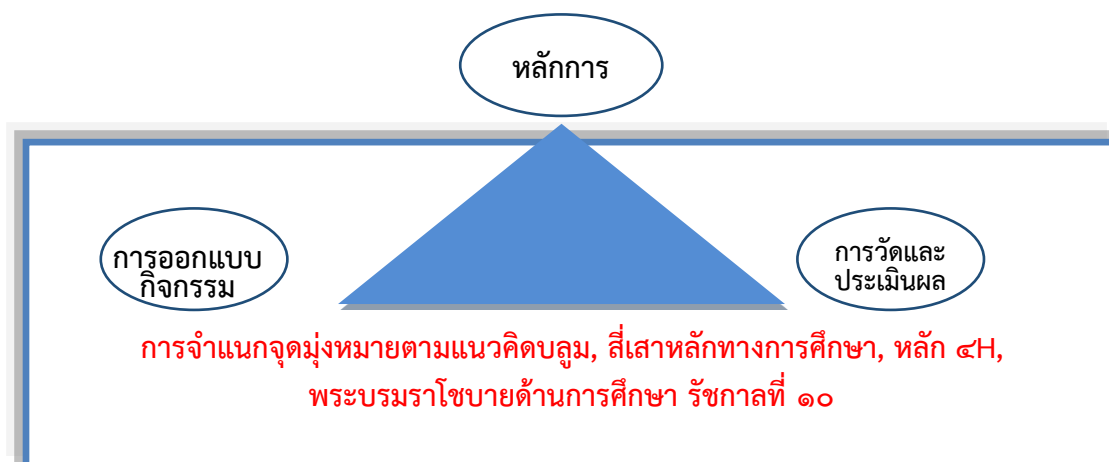 หลักการ
การออกแบบ
กิจกรรม
การวัดและ
ประเมินผล
การจำแนกจุดมุ่งหมายตามแนวคิดบลูม, สี่เสาหลักทางการศึกษา, หลัก ๔H,
พระบรมราโชบายด้านการศึกษา รัชกาลที่ ๑๐